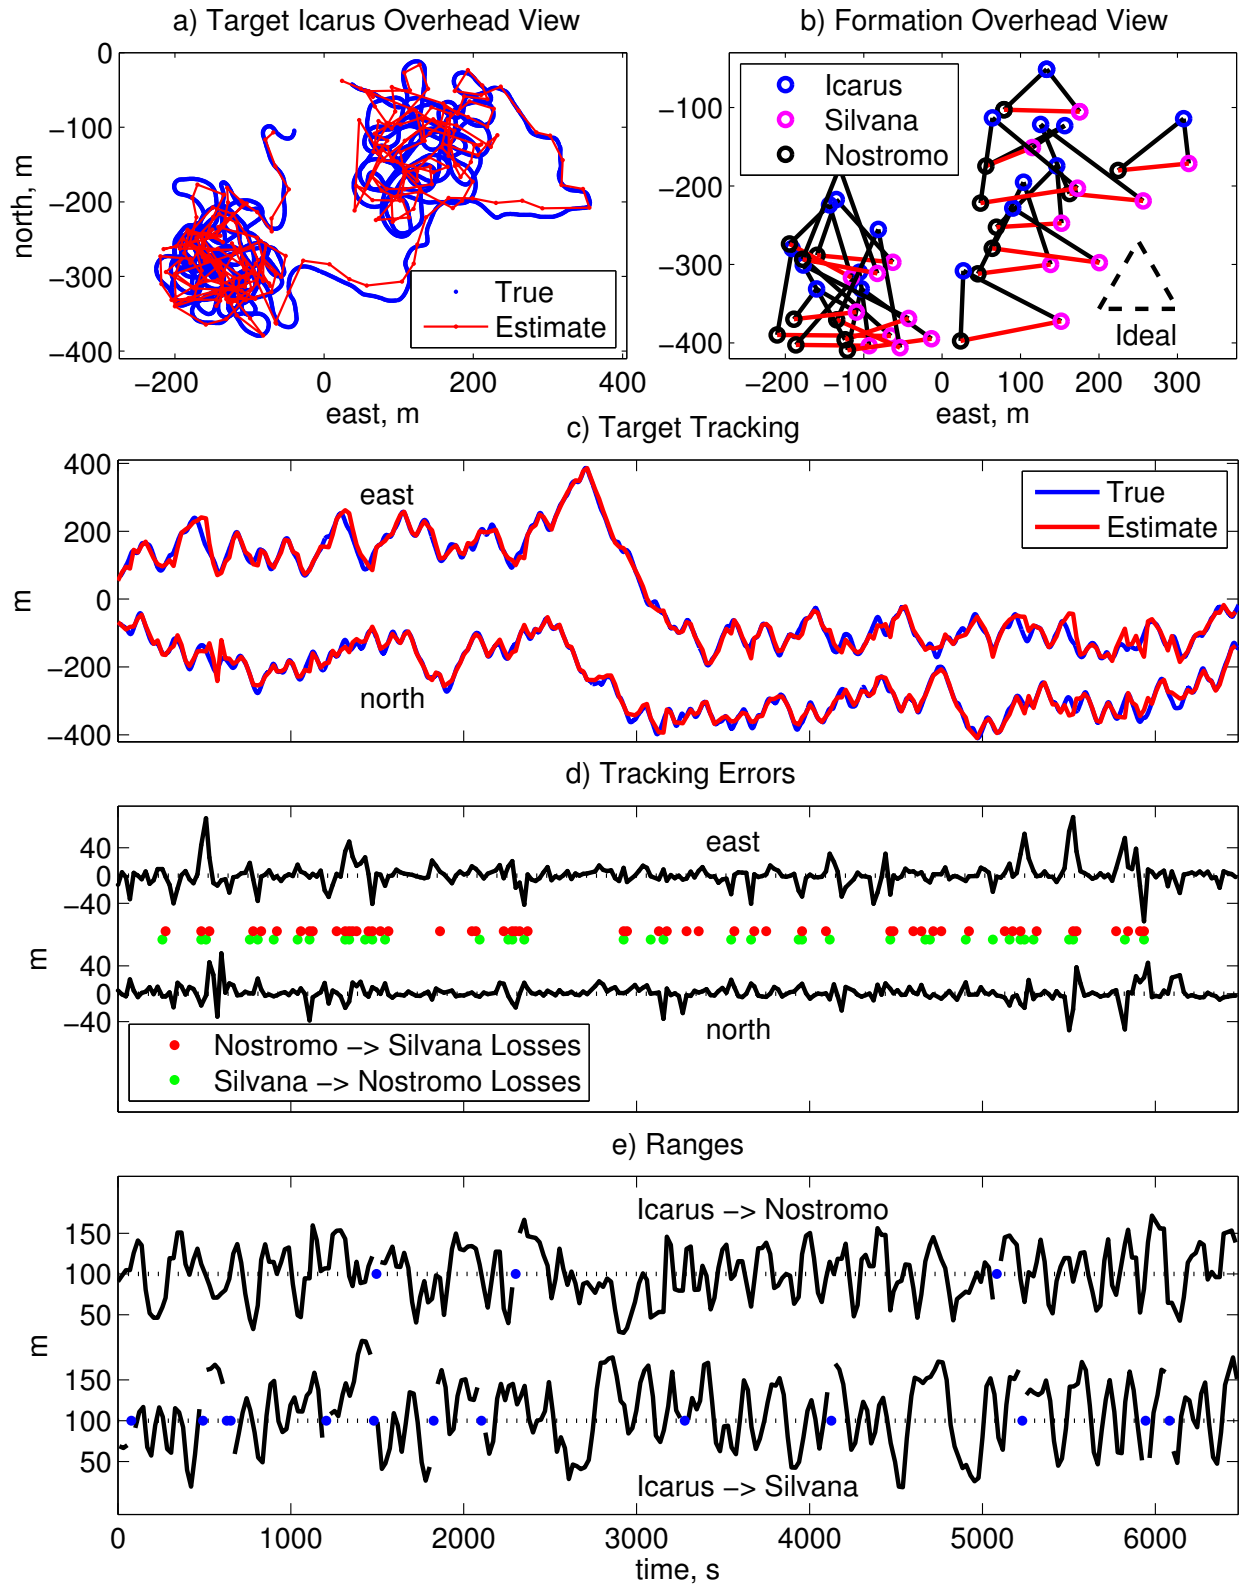 a) Target Icarus Overhead View
b) Formation Overhead View
0
−100
−200
−300
−400
north, m
−200
0
200
400
east, m
True
Estimate
−100
−200
−300
−400
−200
−100
0
100
200
300
east, m
Icarus
Silvana
Nostromo
Ideal
c) Target Tracking
400
200
0
−200
−400
m
east
north
True
Estimate
d) Tracking Errors
40
0
−40
40
0
−40
m
east
north
Nostromo −> Silvana Losses
Silvana −> Nostromo Losses
e) Ranges
150
100
50
150
100
50
m
Icarus −> Nostromo
Icarus −> Silvana
0
1000
2000
3000
4000
5000
6000
time, s